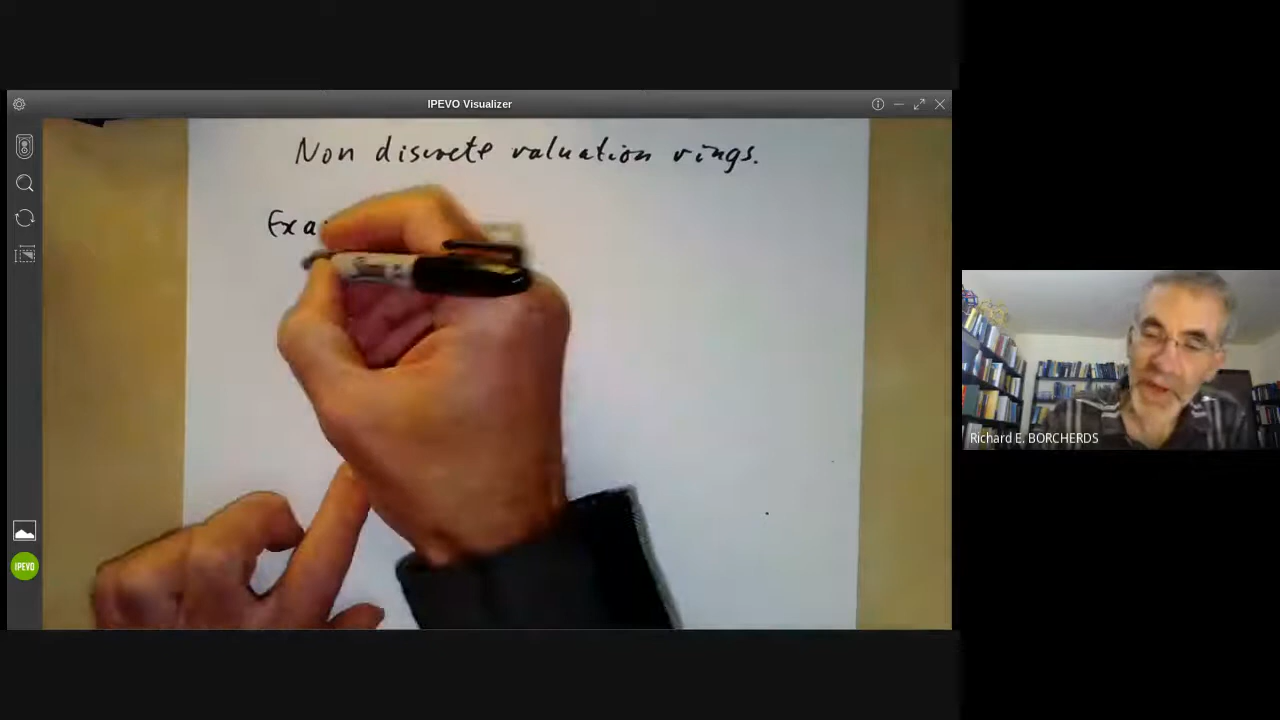 IPEVO Visualizer
Non discrete valuation rings.
Exa
Richard E. BORCHERDS
IPEVO